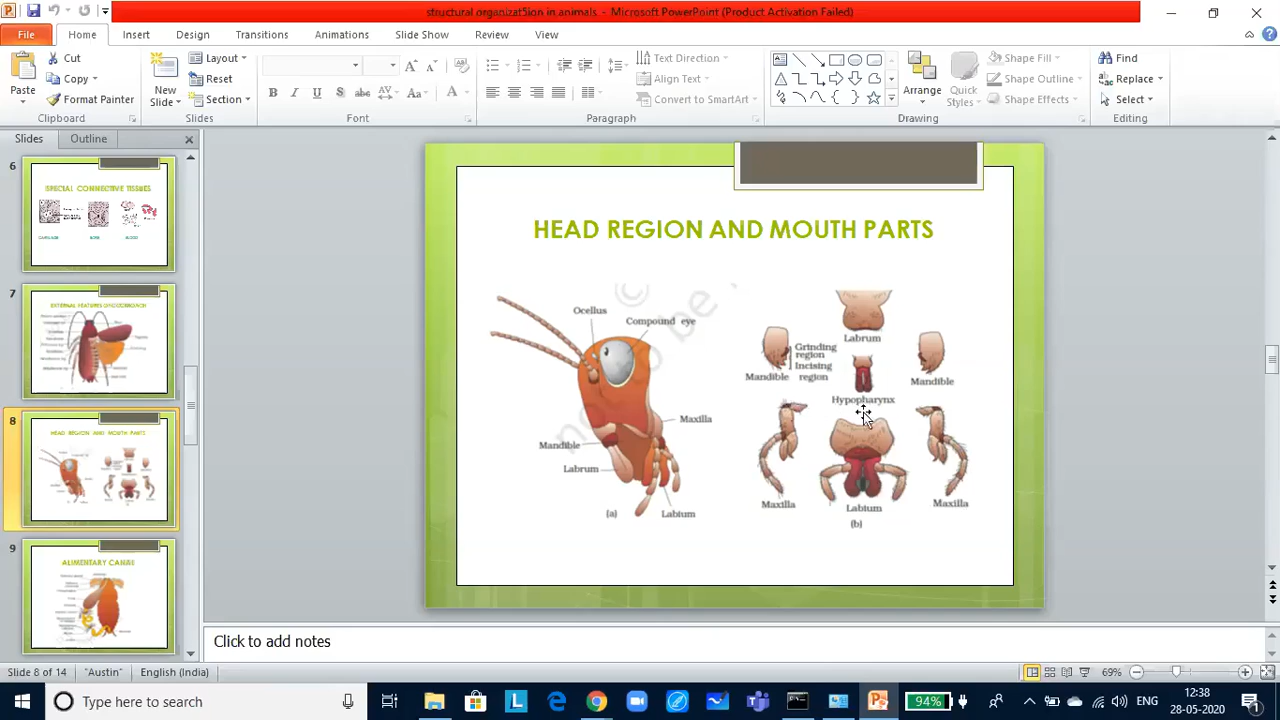 structural organizat5ion in animals. - Microsoft PowerPoint (Product Activation Failed)
File Home Insert Design Transitions Animations Slide Show Review View
Paste
Cut
Copy
Format Painter
Clipboard
New Slide
Layout
Reset
Section
Slides
Font
Paragraph
Text Direction
Align Text
Convert to SmartArt
Arrange
Quick Styles
Shape Fill
Shape Outline
Shape Effects
Drawing
Find
Replace
Select
Editing
Slides Outline
6
SPECIAL CONNECTIVE TISSUES
CARTILAGE BONE BLOOD
7
8
HEAD REGION AND MOUTH PARTS
9
ALIMENTARY CANAL
HEAD REGION AND MOUTH PARTS
Ocellus
Compound eye
Maxilla
Mandible
Labrum
Labium
(a)
Labrum
Grinding region
Incising region
Mandible
Mandible
Hypopharynx
Maxilla
Labium
Maxilla
(b)
© be
Click to add notes
Slide 8 of 14 "Austin" English (India) 69%
Type here to search
94%
ENG
12:38
28-05-2020